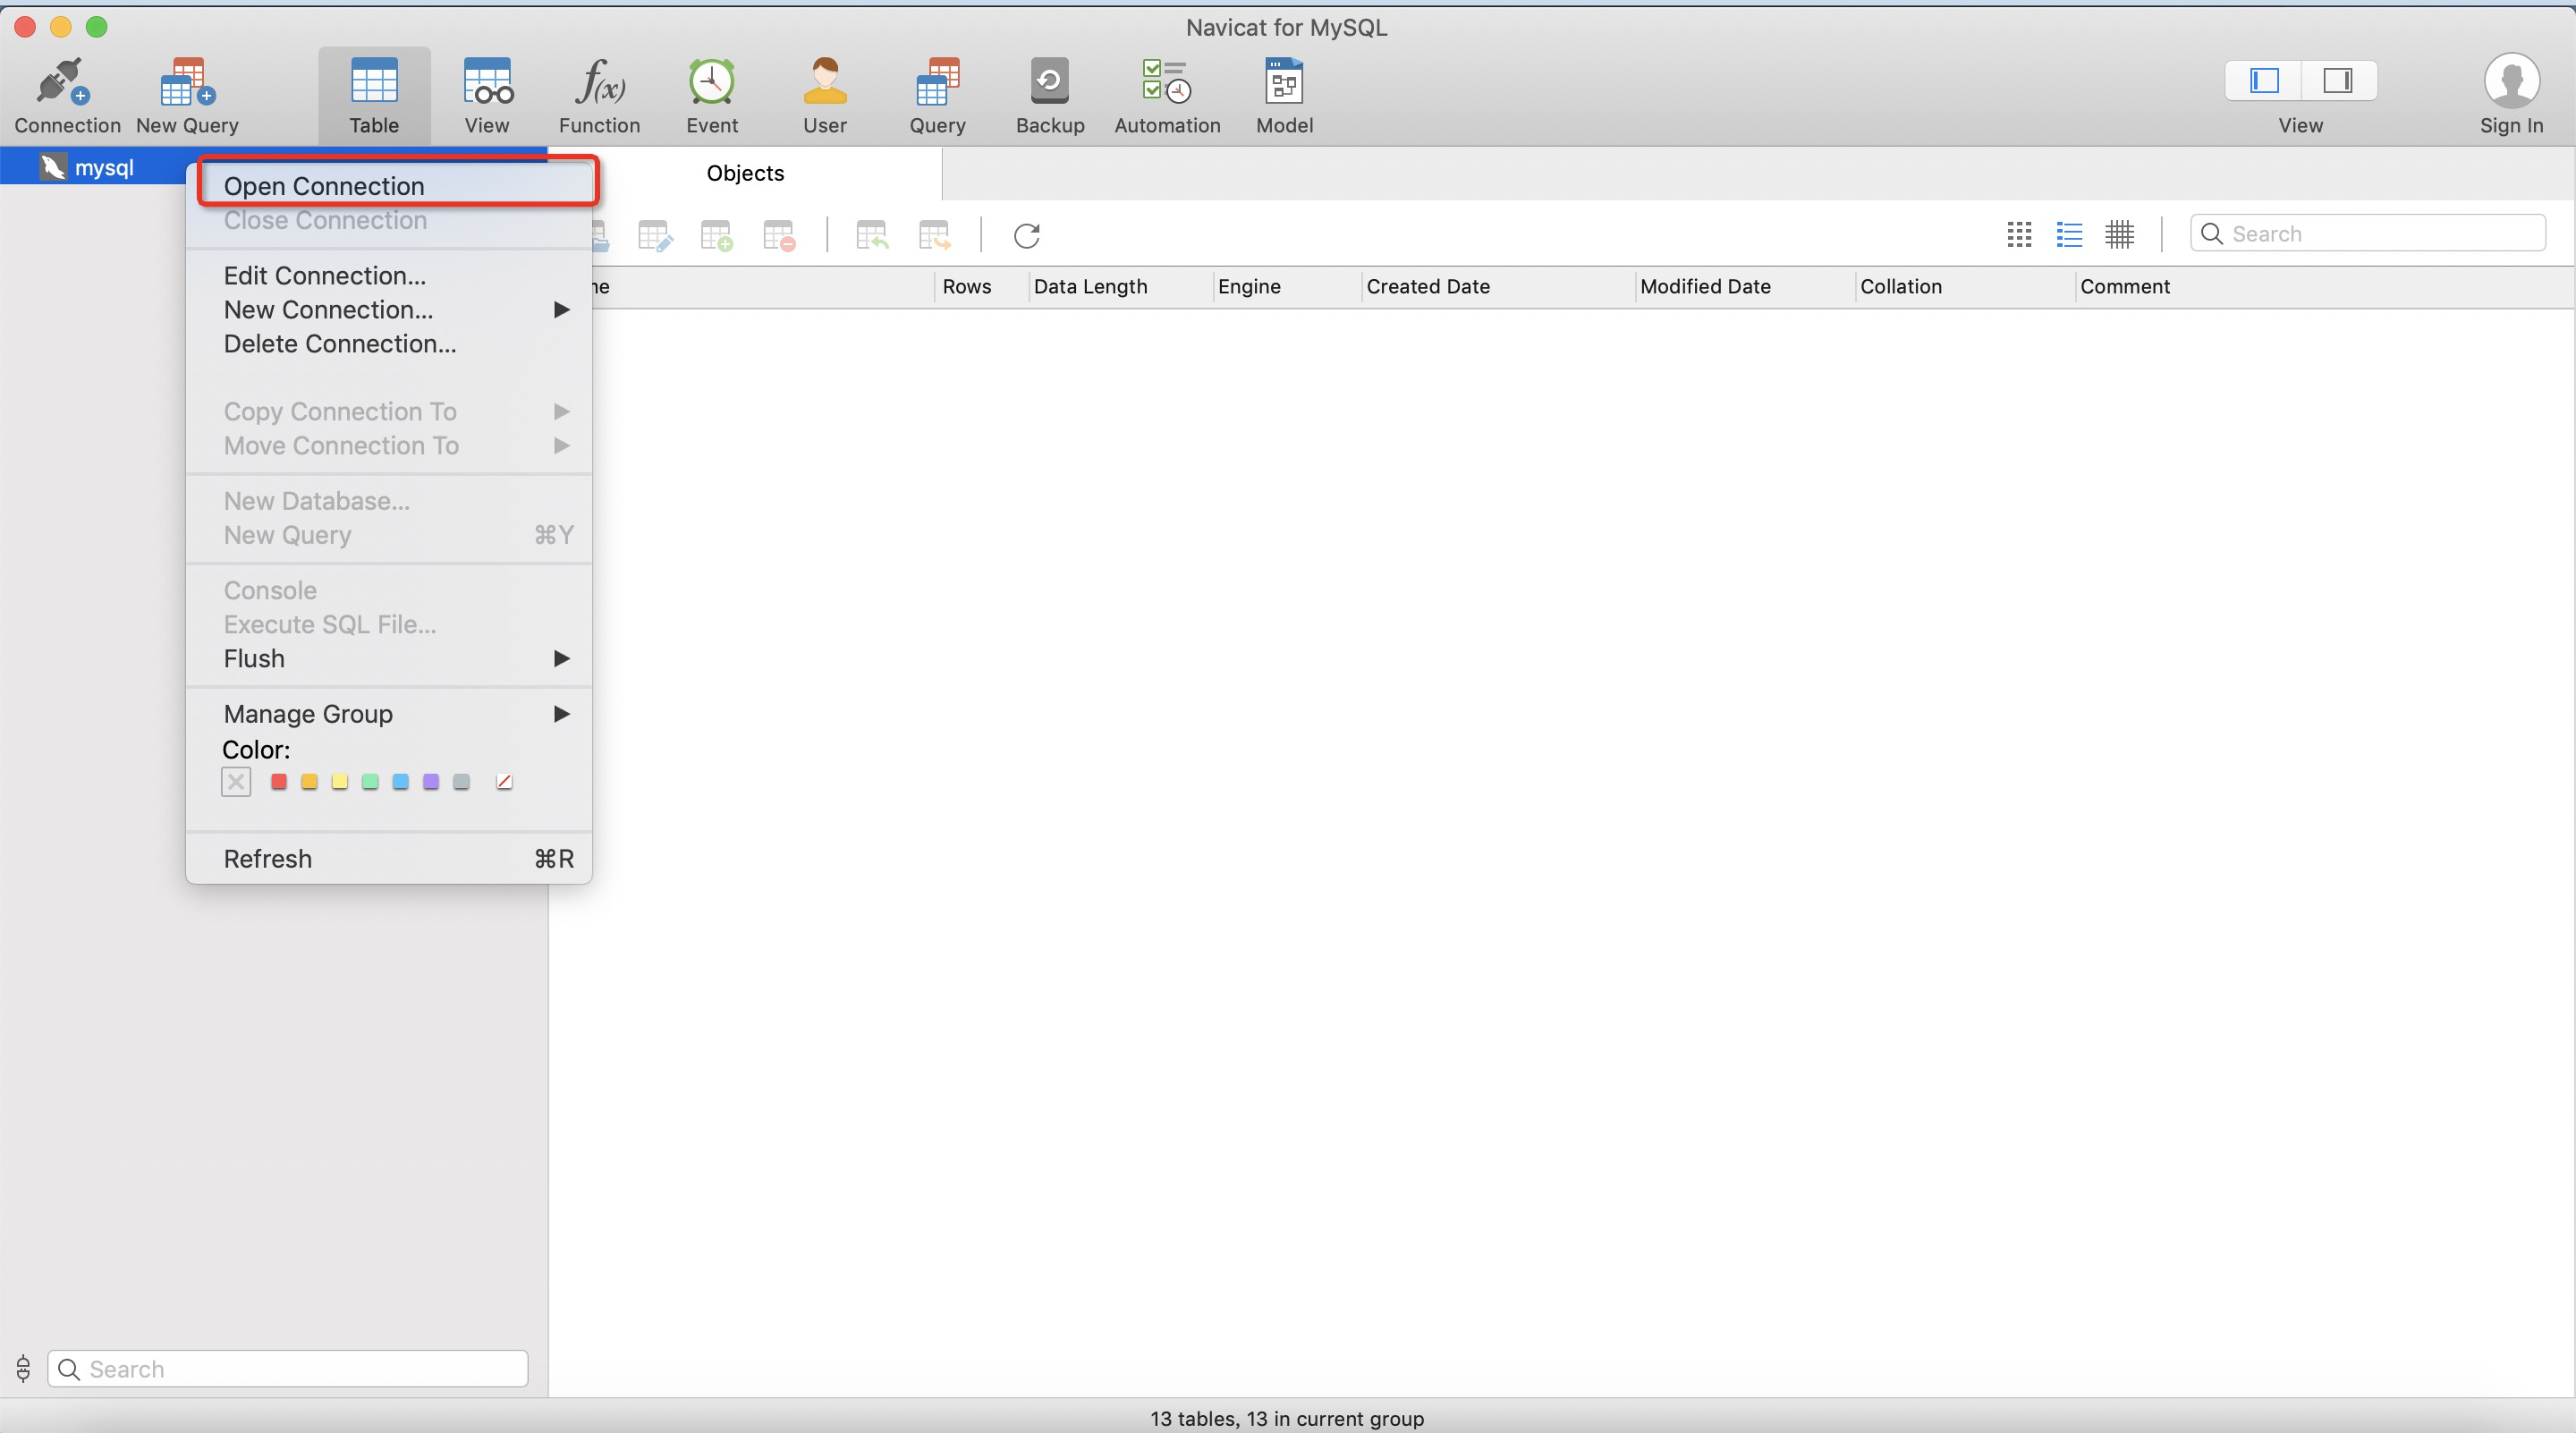 Navicat for MySQL
Connection New Query Table View Function Event User Query Backup Automation Model View Sign In
mysql
Objects
Open Connection
Close Connection
Search
Edit Connection...
New Connection...
Delete Connection...
Rows Data Length Engine Created Date Modified Date Collation Comment
Copy Connection To
Move Connection To
New Database...
New Query ⌘Y
Console
Execute SQL File...
Flush
Manage Group
Color:
Refresh ⌘R
Search
13 tables, 13 in current group